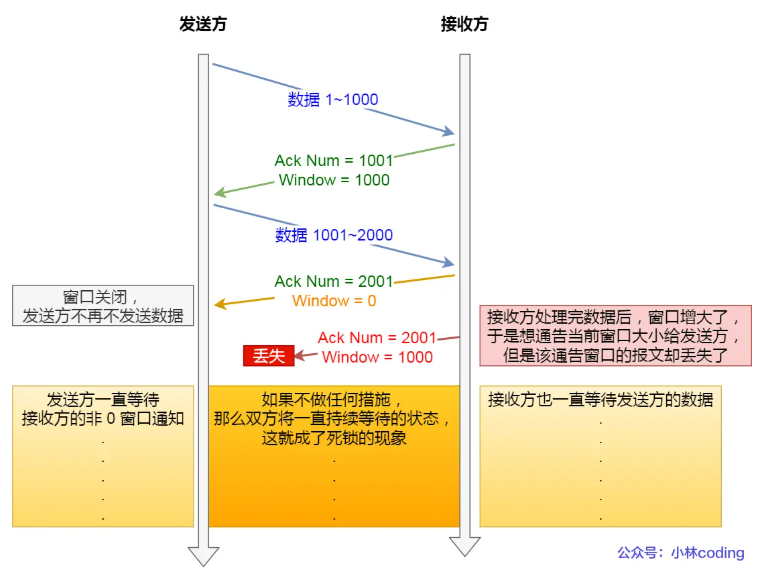 发送方
接收方
数据 1~1000
Ack Num = 1001
Window = 1000
数据 1001~2000
Ack Num = 2001
Window = 0
窗口关闭，
发送方不再不发送数据
Ack Num = 2001
Window = 1000
丢失
接收方处理完数据后，窗口增大了，
于是想通告当前窗口大小给发送方，
但是该通告窗口的报文却丢失了
发送方一直等待
接收方的非 0 窗口通知
.
.
.
.
.
如果不做任何措施，
那么双方将一直持续等待的状态，
这就成了死锁的现象
.
.
.
.
接收方也一直等待发送方的数据
.
.
.
.
.
.
公众号：小林coding